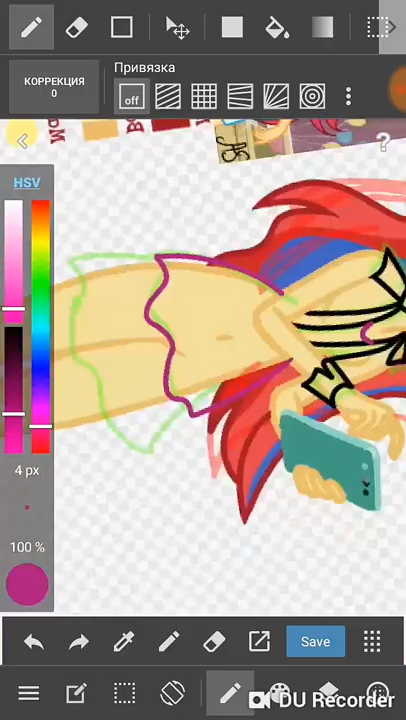 Привязка
КОРРЕКЦИЯ
0
off
?
HSV
4 px
100 %
Save
DU Recorder